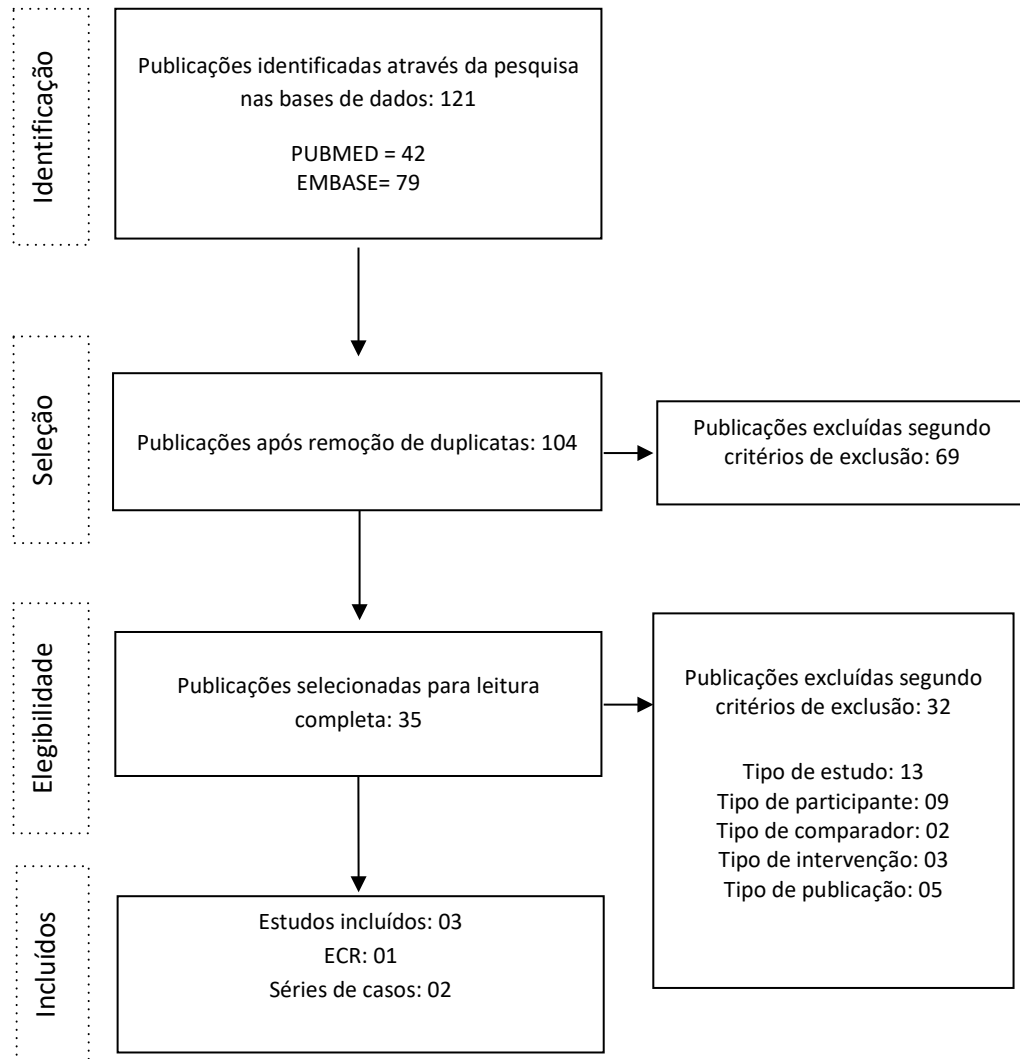 Identificação
Publicações identificadas através da pesquisa
nas bases de dados: 121
PUBMED = 42
EMBASE= 79
Seleção
Publicações após remoção de duplicatas: 104
Publicações excluídas segundo
critérios de exclusão: 69
Elegibilidade
Publicações selecionadas para leitura
completa: 35
Publicações excluídas segundo
critérios de exclusão: 32
Tipo de estudo: 13
Tipo de participante: 09
Tipo de comparador: 02
Tipo de intervenção: 03
Tipo de publicação: 05
Incluídos
Estudos incluídos: 03
ECR: 01
Séries de casos: 02